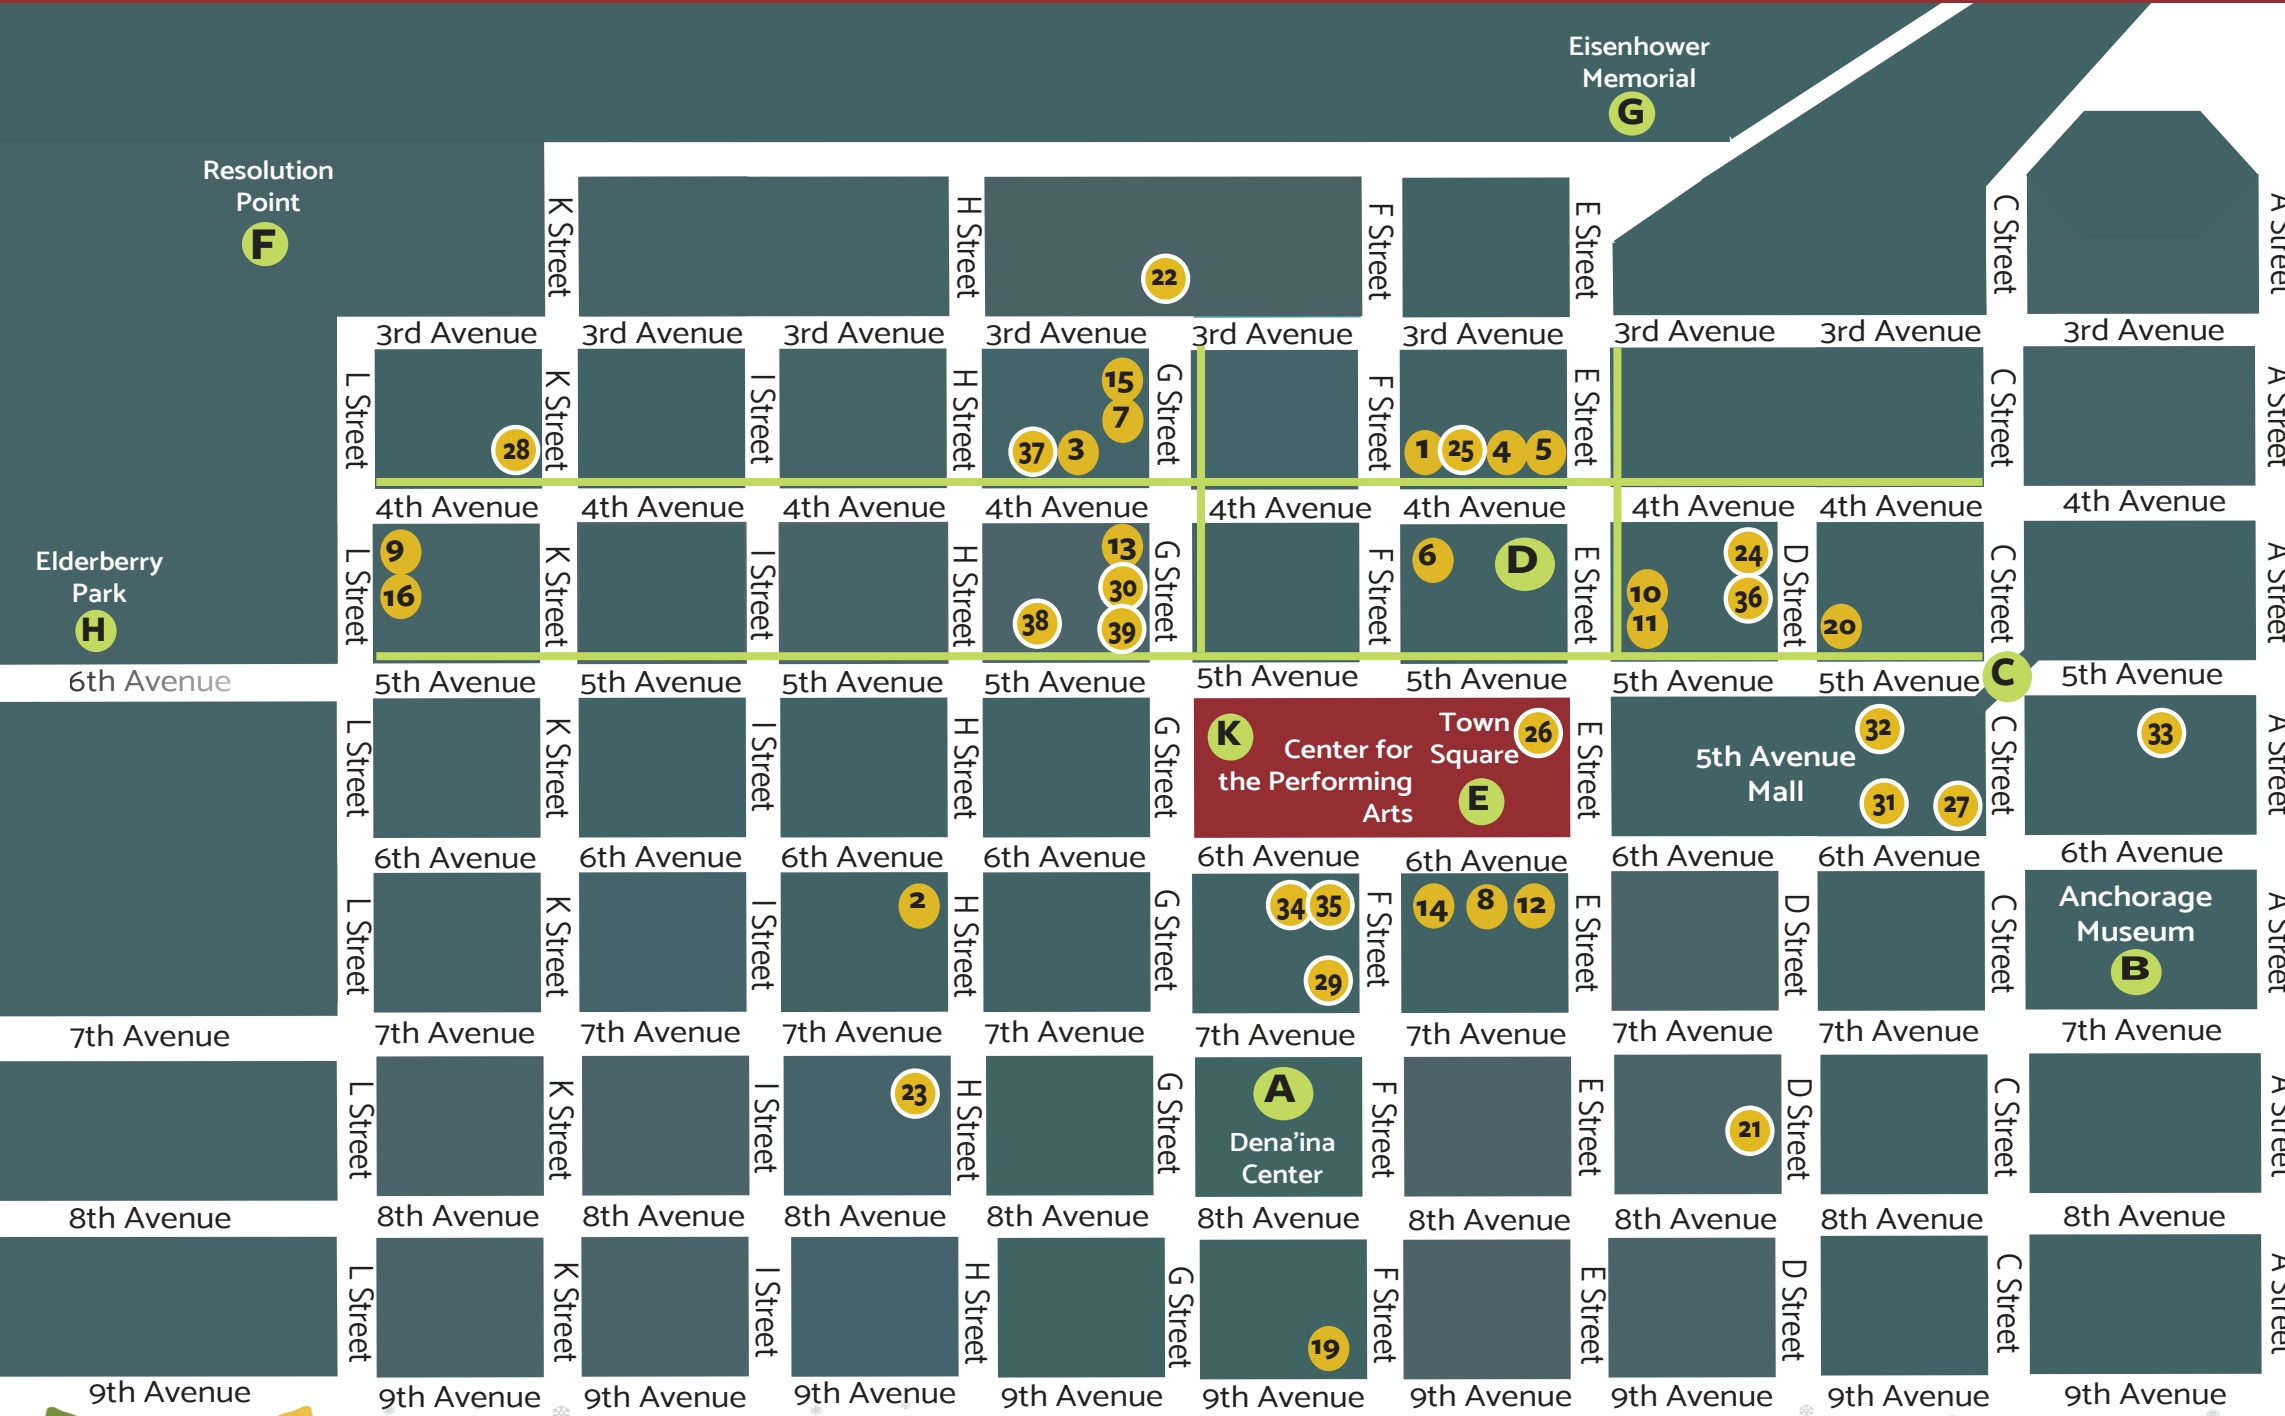 Eisenhower
Memorial
G
Resolution
Point
F
K Street
H Street
F Street
E Street
C Street
A Street
22
3rd Avenue
3rd Avenue
3rd Avenue
3rd Avenue
3rd Avenue
3rd Avenue
3rd Avenue
3rd Avenue
3rd Avenue
L Street
K Street
I Street
H Street
G Street
F Street
E Street
C Street
A Street
15
7
28
37
3
1
25
4
5
4th Avenue
4th Avenue
4th Avenue
4th Avenue
4th Avenue
4th Avenue
4th Avenue
4th Avenue
4th Avenue
Elderberry
Park
H
L Street
K Street
I Street
H Street
G Street
F Street
E Street
D Street
C Street
A Street
9
16
13
30
38
39
6
D
24
36
10
11
20
6th Avenue
5th Avenue
5th Avenue
5th Avenue
5th Avenue
5th Avenue
5th Avenue
5th Avenue
5th Avenue
C
5th Avenue
L Street
K Street
I Street
H Street
G Street
E Street
C Street
A Street
K
Center for
the Performing
Arts
Town
Square
26
E
5th Avenue
Mall
32
31
27
33
6th Avenue
6th Avenue
6th Avenue
6th Avenue
6th Avenue
6th Avenue
6th Avenue
6th Avenue
6th Avenue
L Street
K Street
I Street
H Street
G Street
F Street
E Street
D Street
C Street
A Street
2
34
35
29
14
8
12
Anchorage
Museum
B
7th Avenue
7th Avenue
7th Avenue
7th Avenue
7th Avenue
7th Avenue
7th Avenue
7th Avenue
7th Avenue
7th Avenue
L Street
K Street
I Street
H Street
G Street
F Street
E Street
D Street
C Street
A Street
23
A
Dena’ina
Center
21
8th Avenue
8th Avenue
8th Avenue
8th Avenue
8th Avenue
8th Avenue
8th Avenue
8th Avenue
8th Avenue
8th Avenue
L Street
K Street
I Street
H Street
G Street
F Street
E Street
D Street
C Street
A Street
19
9th Avenue
9th Avenue
9th Avenue
9th Avenue
9th Avenue
9th Avenue
9th Avenue
9th Avenue
9th Avenue
9th Avenue